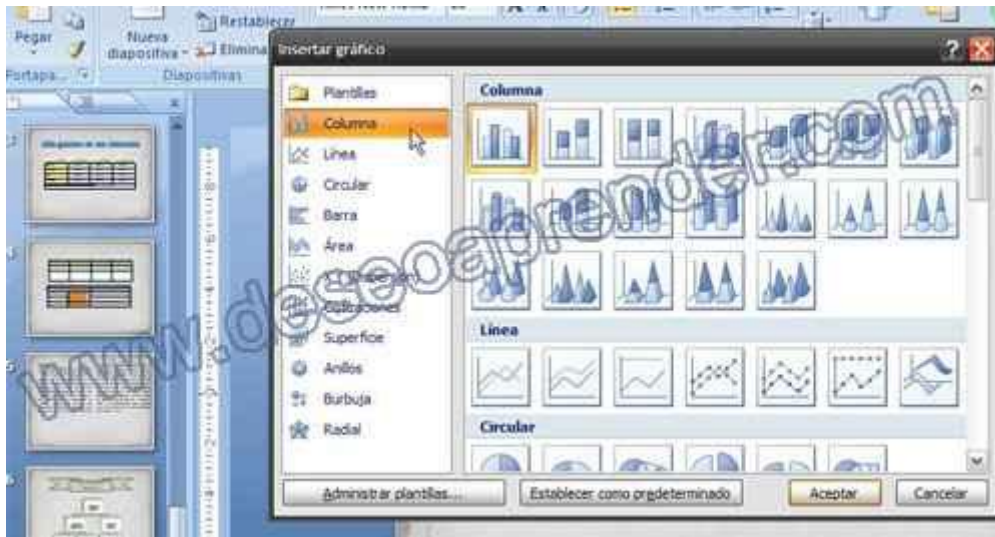 Restablecer
Pegar
Nueva
diapositiva
Elimina
Portapa...
Diapositivas
Insertar gráfico
Plantillas
Columna
Línea
Circular
Barra
Área
Cotizaciones
Superficie
Anillos
Burbuja
Radial
Columna
Línea
Circular
Administrar plantillas...
Establecer como predeterminado
Aceptar
Cancelar
www.deseoaprender.com